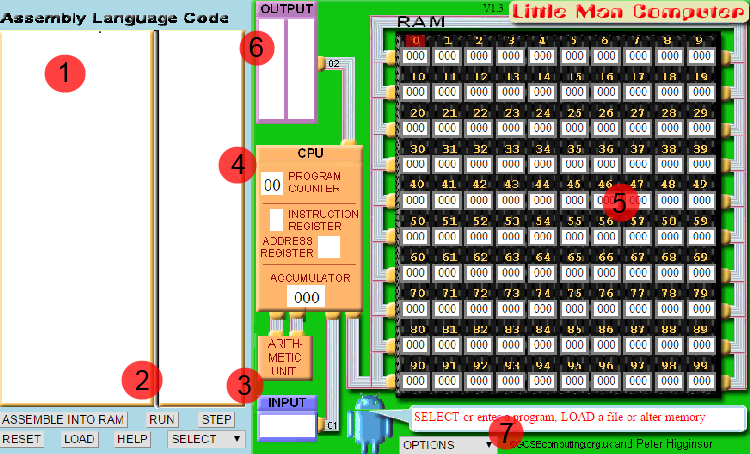 Assembly Language Code
1
2
ASSEMBLE INTO RAM RUN STEP
RESET LOAD HELP SELECT ▼
OUTPUT
6
02
4
CPU
00 PROGRAM
COUNTER
INSTRUCTION
REGISTER
ADDRESS
REGISTER
ACCUMULATOR
000
ARITH-
METIC
UNIT
3
INPUT
01
V1.3
Little Man Computer
RAM
0 1 2 3 4 5 6 7 8 9
000 000 000 000 000 000 000 000 000 000
10 11 12 13 14 15 16 17 18 19
000 000 000 000 000 000 000 000 000 000
20 21 22 23 24 25 26 27 28 29
000 000 000 000 000 000 000 000 000 000
30 31 32 33 34 35 36 37 38 39
000 000 000 000 000 000 000 000 000 000
40 41 42 43 44 45 46 47 48 49
000 000 000 000 000 000 000 000 000 000
5
50 51 52 53 54 55 56 57 58 59
000 000 000 000 000 000 000 000 000 000
60 61 62 63 64 65 66 67 68 69
000 000 000 000 000 000 000 000 000 000
70 71 72 73 74 75 76 77 78 79
000 000 000 000 000 000 000 000 000 000
80 81 82 83 84 85 86 87 88 89
000 000 000 000 000 000 000 000 000 000
90 91 92 93 94 95 96 97 98 99
000 000 000 000 000 000 000 000 000 000
SELECT or enter a program, LOAD a file or alter memory
7
OPTIONS ▼
©GCSEcomputing.org.uk and Peter Higginson